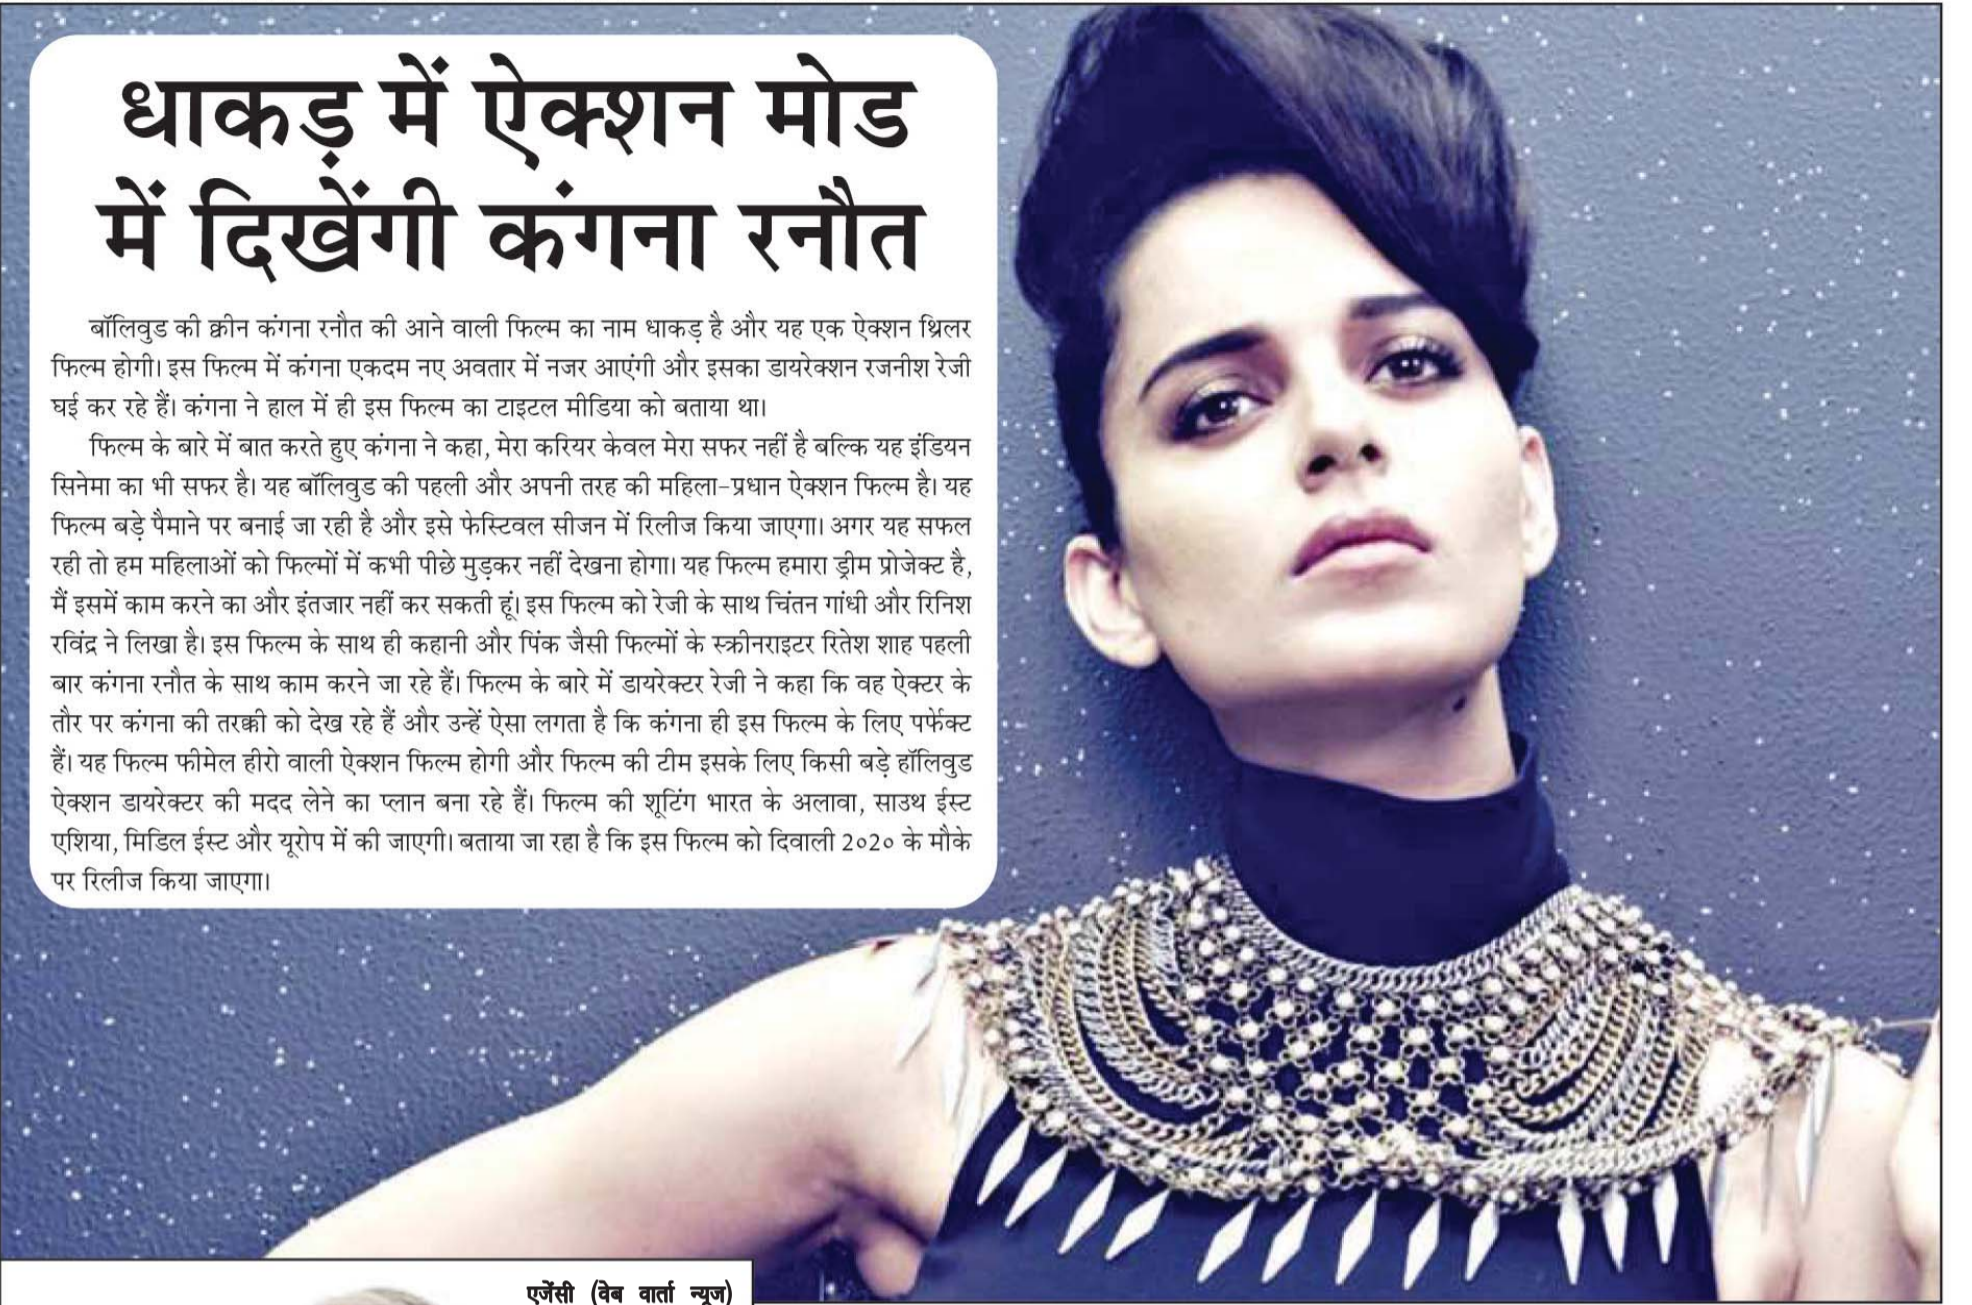 धाकड़ में ऐक्शन मोड
में दिखेंगी कंगना रनौत
बॉलिवुड की क्वीन कंगना रनौत की आने वाली फिल्म का नाम धाकड़ है और यह एक ऐक्शन थ्रिलर
फिल्म होगी। इस फिल्म में कंगना एकदम नए अवतार में नजर आएंगी और इसका डायरेक्शन रजनीश रेजी
घई कर रहे हैं। कंगना ने हाल में ही इस फिल्म का टाइटल मीडिया को बताया था।
फिल्म के बारे में बात करते हुए कंगना ने कहा, मेरा करियर केवल मेरा सफर नहीं है बल्कि यह इंडियन
सिनेमा का भी सफर है। यह बॉलिवुड की पहली और अपनी तरह की महिला-प्रधान ऐक्शन फिल्म है। यह
फिल्म बड़े पैमाने पर बनाई जा रही है और इसे फेस्टिवल सीजन में रिलीज किया जाएगा। अगर यह सफल
रही तो हम महिलाओं को फिल्मों में कभी पीछे मुड़कर नहीं देखना होगा। यह फिल्म हमारा ड्रीम प्रोजेक्ट है,
मैं इसमें काम करने का और इंतजार नहीं कर सकती हूं। इस फिल्म को रेजी के साथ चिंतन गांधी और रिनिश
रविंद्र ने लिखा है। इस फिल्म के साथ ही कहानी और पिंक जैसी फिल्मों के स्क्रीनराइटर रितेश शाह पहली
बार कंगना रनौत के साथ काम करने जा रहे हैं। फिल्म के बारे में डायरेक्टर रेजी ने कहा कि वह ऐक्टर के
तौर पर कंगना की तरक्की को देख रहे हैं और उन्हें ऐसा लगता है कि कंगना ही इस फिल्म के लिए पर्फेक्ट
हैं। यह फिल्म फीमेल हीरो वाली ऐक्शन फिल्म होगी और फिल्म की टीम इसके लिए किसी बड़े हॉलिवुड
ऐक्शन डायरेक्टर की मदद लेने का प्लान बना रहे हैं। फिल्म की शूटिंग भारत के अलावा, साउथ ईस्ट
एशिया, मिडिल ईस्ट और यूरोप में की जाएगी। बताया जा रहा है कि इस फिल्म को दिवाली 2०2० के मौके
पर रिलीज किया जाएगा।
एजेंसी (वेब वार्ता न्यूज)